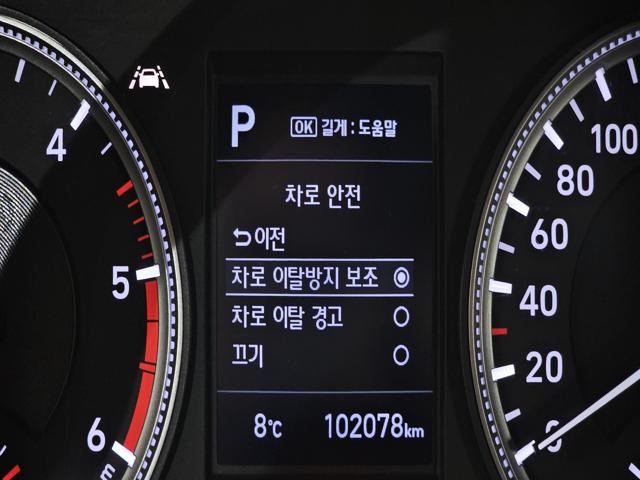 P OK 길게 : 도움말
차로 안전
이전
차로 이탈방지 보조
차로 이탈 경고
끄기
8℃ 102078km
4
5
6
100
80
60
40
20
0